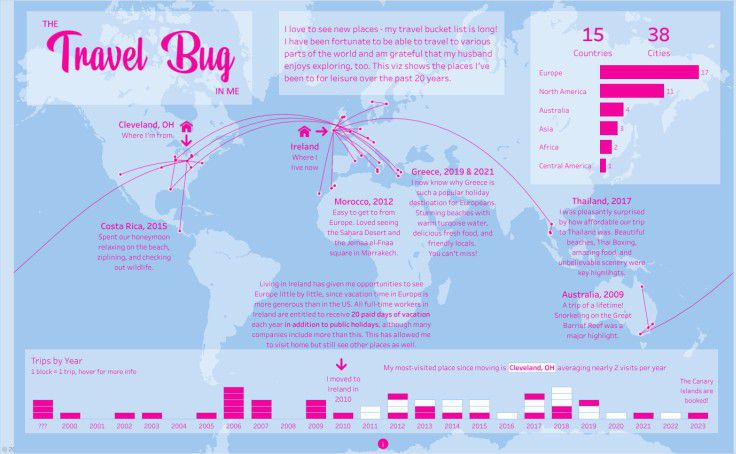 THE
Travel Bug
IN ME
I love to see new places - my travel bucket list is long!
I have been fortunate to be able to travel to various
parts of the world and am grateful that my husband
enjoys exploring, too. This viz shows the places I've
been to for leisure over the past 20 years.
15 38
Countries Cities
Europe 17
North America 11
Australia 4
Asia 3
Africa 2
Central America 1
Cleveland, OH
Where I'm from.
Ireland
Where I
live now
Costa Rica, 2015
Spent our honeymoon
relaxing on the beach,
ziplining, and checking
out wildlife.
Morocco, 2012
Easy to get to from
Europe. Loved seeing
the Sahara Desert and
the Jemaa el-Fnaa
square in Marrakech.
Greece, 2019 & 2021
I now know why Greece is
such a popular holiday
destination for Europeans.
Stunning beaches with
warm turquoise water,
delicious fresh food, and
friendly locals.
You can't miss!
Thailand, 2017
I was pleasantly surprised
by how affordable our trip
to Thailand was. Beautiful
beaches, Thai Boxing,
amazing food and
unbelievable scenery were
key highlihgts.
Australia, 2009
A trip of a lifetime!
Snorkeling on the Great
Barrier Reef was a
major highlight.
Living in Ireland has given me opportunities to see
Europe little by little, since vacation time in Europe is
more generous than in the US. All full-time workers in
Ireland are entitled to receive 20 paid days of vacation
each year in addition to public holidays, although many
companies include more than this. This has allowed me
to visit home but still see other places as well.
Trips by Year
1 block = 1 trip, hover for more info
I moved to
Ireland in
2010
My most-visited place since moving is Cleveland, OH averaging nearly 2 visits per year
The Canary
Islands are
booked!
??? 2000 2001 2002 2003 2004 2005 2006 2007 2008 2009 2010 2011 2012 2013 2014 2015 2016 2017 2018 2019 2020 2021 2022 2023
i